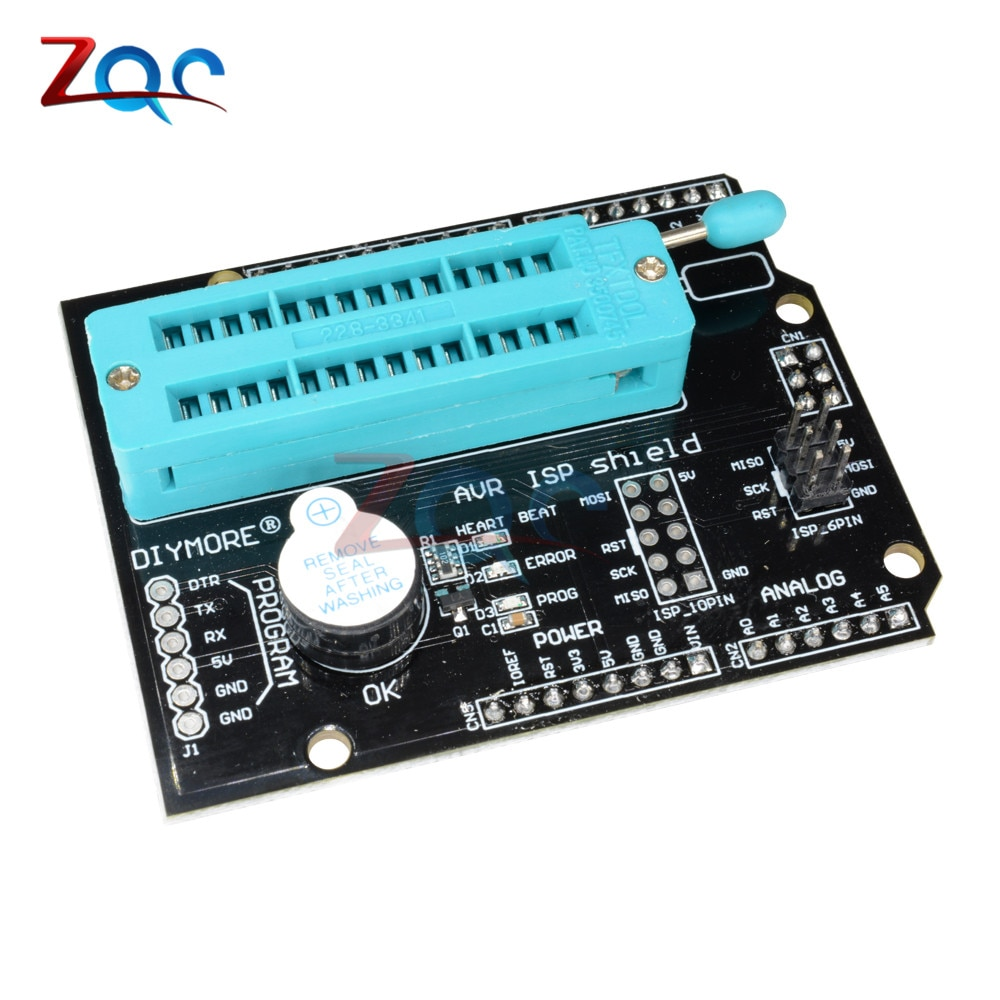 ZQC
228-3341
CN1
AVR ISP shield
MISO
5V
SCK
MOSI
RST
GND
ISP_6PIN
DIYMORE®
REMOVE
SEAL
AFTER
WASHING
HEART BEAT
R1
D1
D2
ERROR
D3
PROG
Q1
C1
MOSI
5V
RST
SCK
MISO
GND
ISP_10PIN
DTR
TX
RX
5V
GND
GND
J1
PROGRAM
OK
POWER
IOREF
RST
3V3
5V
GND
GND
VIN
ANALOG
CN2
A0
A1
A2
A3
A4
A5